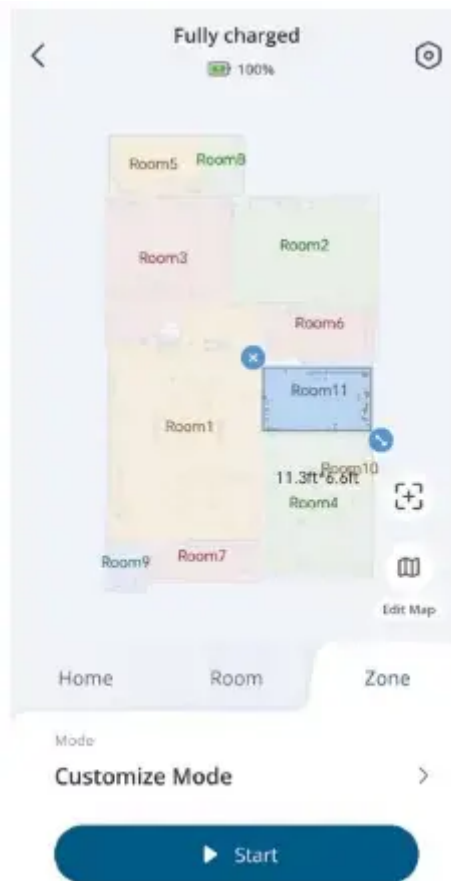 Fully charged
100%
Room5 Room8
Room3
Room2
Room6
Room11
Room1
Room10
11.3ft*6.6ft
Room4
Room9
Room7
Edit Map
Home Room Zone
Mode
Customize Mode
Start